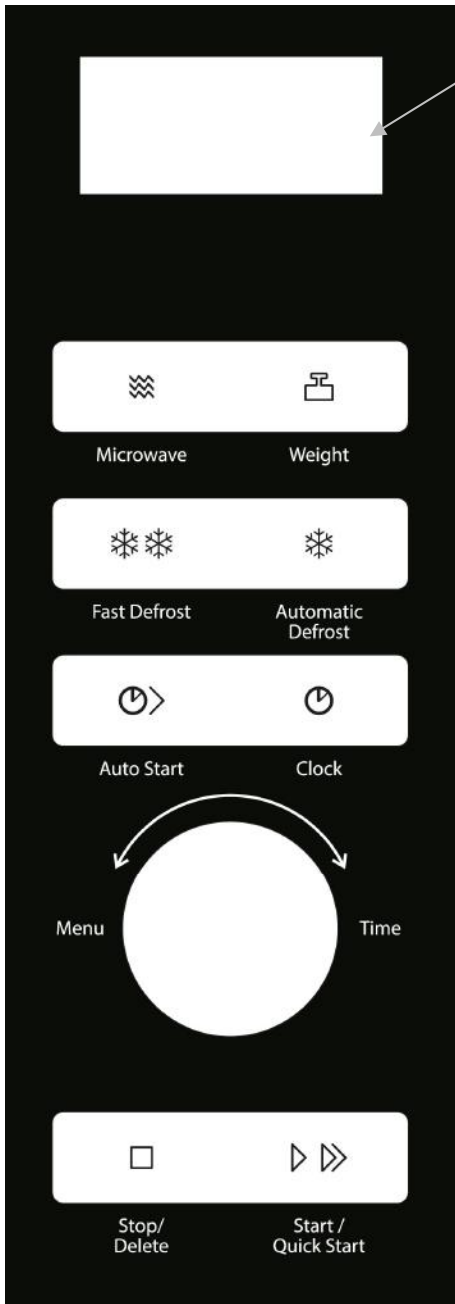 Microwave Weight
Fast Defrost Automatic
Defrost
Auto Start Clock
Menu Time
Stop/ Start /
Delete Quick Start